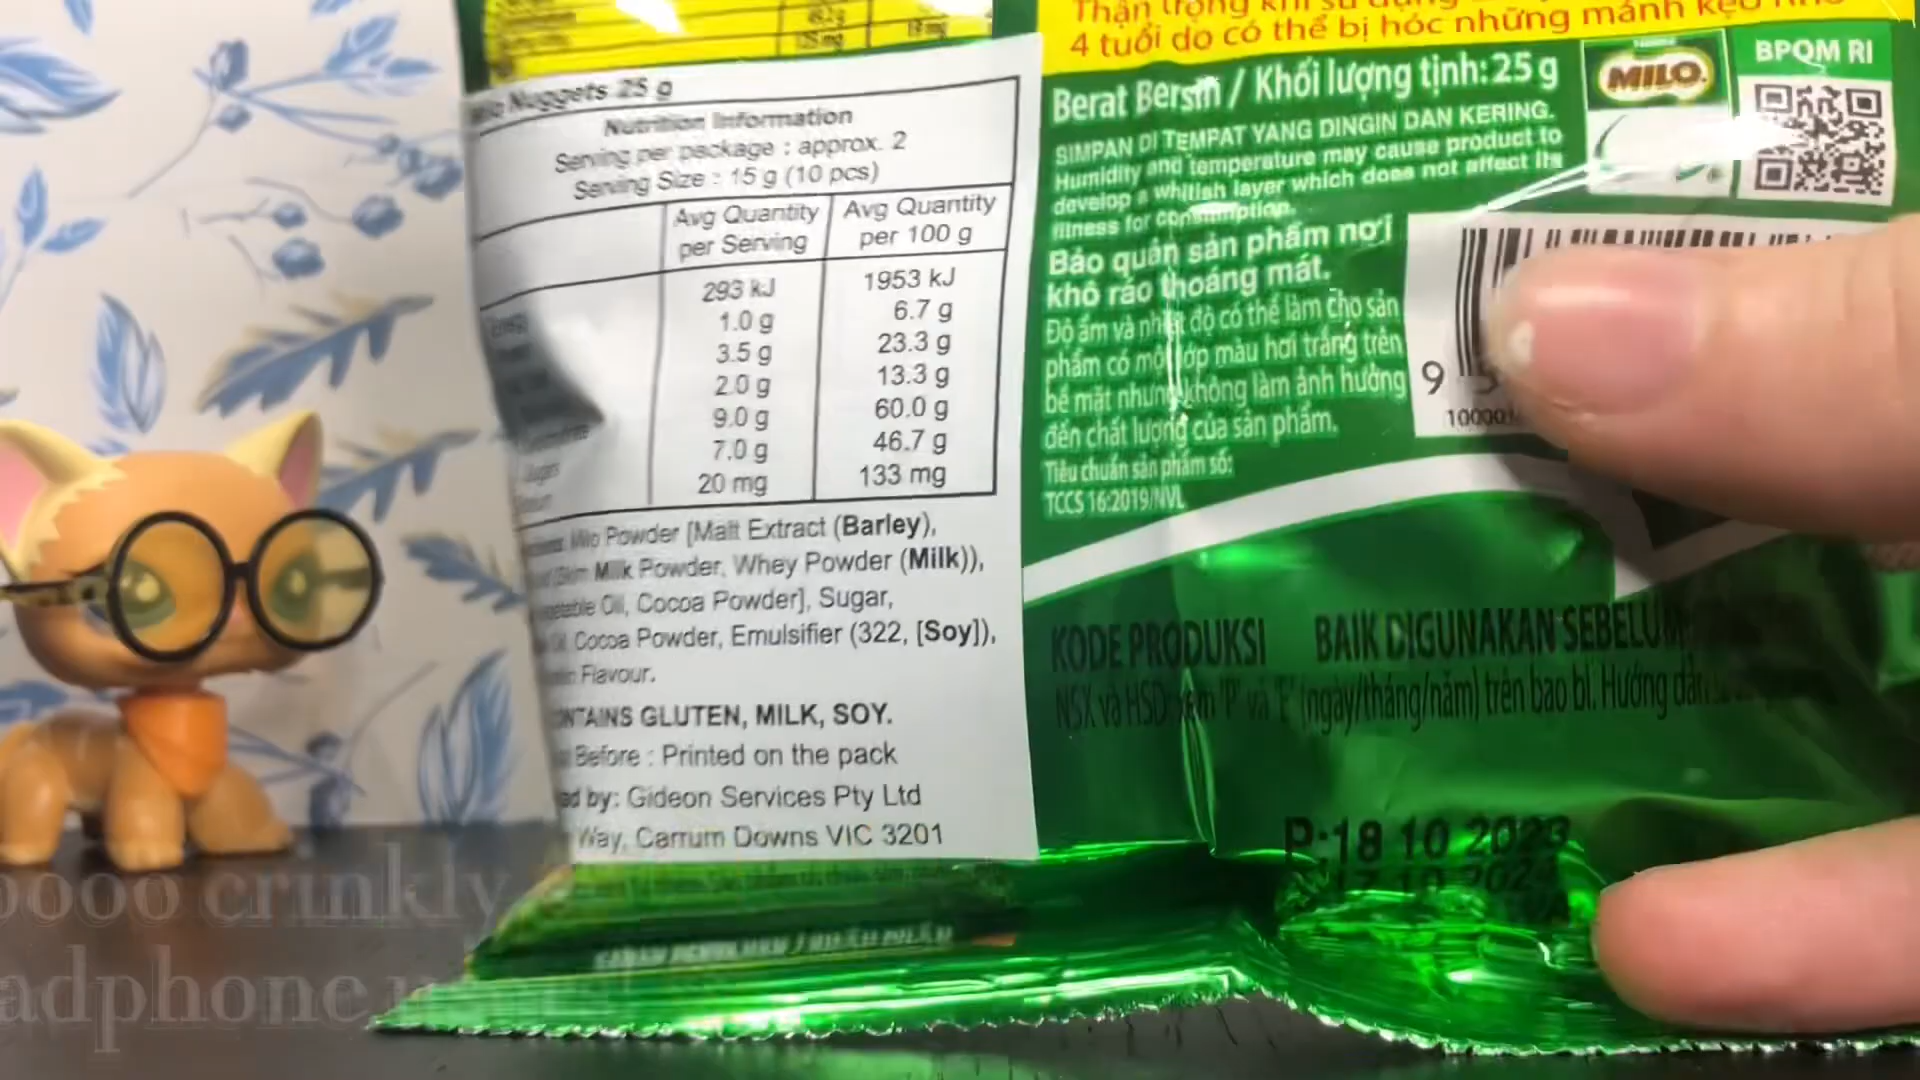 Nuggets 25 g
Nutrition Information
Serving per package : approx. 2
Serving Size : 15 g (10 pcs)
Avg Quantity per Serving
Avg Quantity per 100 g
293 kJ 1953 kJ
1.0 g 6.7 g
3.5 g 23.3 g
2.0 g 13.3 g
9.0 g 60.0 g
7.0 g 46.7 g
20 mg 133 mg
Milo Powder [Malt Extract (Barley),
Milk Powder, Whey Powder (Milk)),
Oil, Cocoa Powder], Sugar,
Cocoa Powder, Emulsifier (322, [Soy]),
Flavour.
GLUTEN, MILK, SOY.
Before : Printed on the pack
by: Gideon Services Pty Ltd
Way, Carrum Downs VIC 3201
Thận trọng khi sử dụng
4 tuổi do có thể bị hóc những mảnh kẹo
Berat Bersih / Khối lượng tịnh: 25 g
SIMPAN DI TEMPAT YANG DINGIN DAN KERING.
Humidity and temperature may cause product to
develop a whitish layer which does not affect its
fitness for consumption.
Bảo quản sản phẩm nơi
khô ráo thoáng mát.
Độ ẩm và nhiệt độ có thể làm cho sản
phẩm có một lớp màu hơi trắng trên
bề mặt nhưng không làm ảnh hưởng
đến chất lượng của sản phẩm.
Tiêu chuẩn sản phẩm số:
TCCS 16:2019/NVL
MILO.
BPOM RI
9
KODE PRODUKSI BAIK DIGUNAKAN SEBELUM
NSX và HSD xem 'P' và 'E' (ngày/tháng/năm) trên bao bì. Hướng dẫn
P:18 10 2023
17 10 202
crinkly